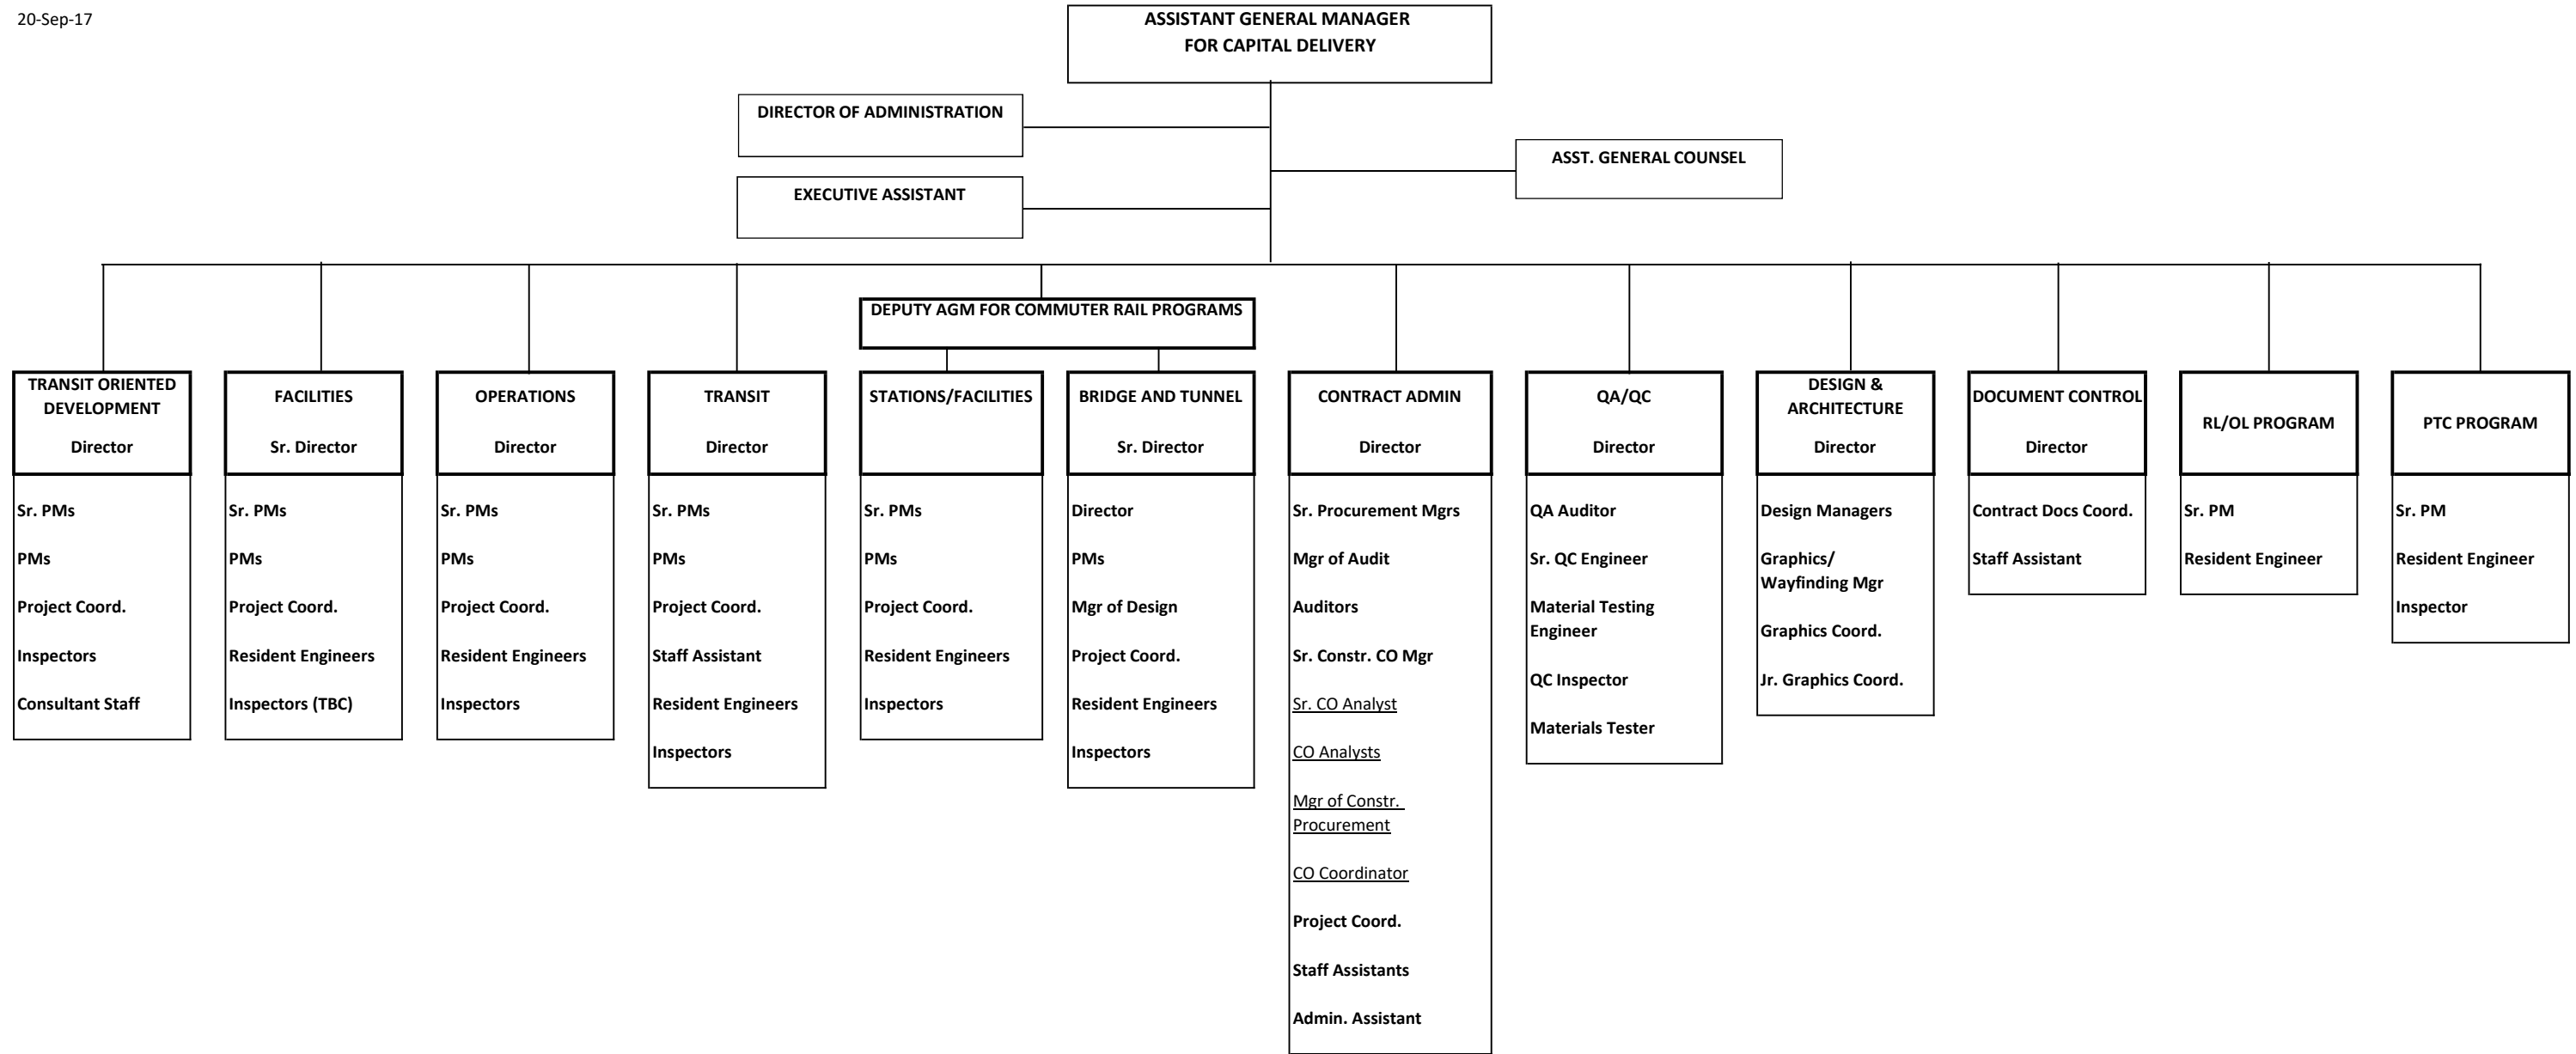 20-Sep-17
ASSISTANT GENERAL MANAGER
FOR CAPITAL DELIVERY
DIRECTOR OF ADMINISTRATION
ASST. GENERAL COUNSEL
EXECUTIVE ASSISTANT
DEPUTY AGM FOR COMMUTER RAIL PROGRAMS
TRANSIT ORIENTED
DEVELOPMENT
Director
Sr. PMs
PMs
Project Coord.
Inspectors
Consultant Staff
FACILITIES
Sr. Director
Sr. PMs
PMs
Project Coord.
Resident Engineers
Inspectors (TBC)
OPERATIONS
Director
Sr. PMs
PMs
Project Coord.
Resident Engineers
Inspectors
TRANSIT
Director
Sr. PMs
PMs
Project Coord.
Staff Assistant
Resident Engineers
Inspectors
STATIONS/FACILITIES
Sr. PMs
PMs
Project Coord.
Resident Engineers
Inspectors
BRIDGE AND TUNNEL
Sr. Director
Director
PMs
Mgr of Design
Project Coord.
Resident Engineers
Inspectors
CONTRACT ADMIN
Director
Sr. Procurement Mgrs
Mgr of Audit
Auditors
Sr. Constr. CO Mgr
Sr. CO Analyst
CO Analysts
Mgr of Constr.
Procurement
CO Coordinator
Project Coord.
Staff Assistants
Admin. Assistant
QA/QC
Director
QA Auditor
Sr. QC Engineer
Material Testing
Engineer
QC Inspector
Materials Tester
DESIGN &
ARCHITECTURE
Director
Design Managers
Graphics/
Wayfinding Mgr
Graphics Coord.
Jr. Graphics Coord.
DOCUMENT CONTROL
Director
Contract Docs Coord.
Staff Assistant
RL/OL PROGRAM
Sr. PM
Resident Engineer
PTC PROGRAM
Sr. PM
Resident Engineer
Inspector